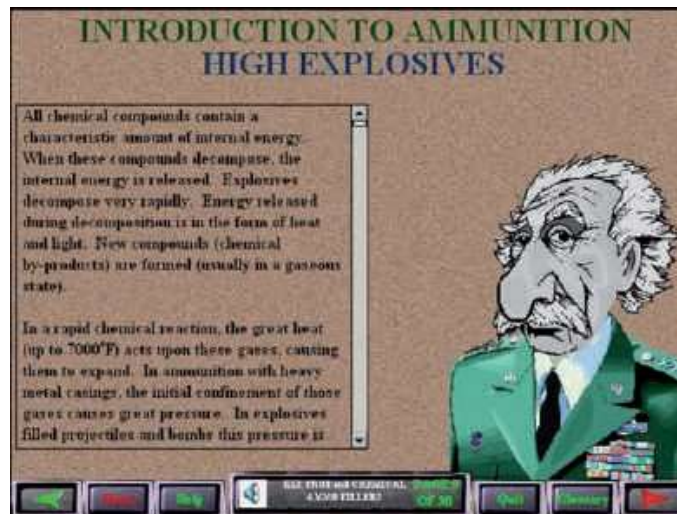 INTRODUCTION TO AMMUNITION
HIGH EXPLOSIVES
All chemical compounds contain a
characteristic amount of internal energy.
When these compounds decompose, the
internal energy is released. Explosives
decompose very rapidly. Energy released
during decomposition is in the form of heat
and light. New compounds (chemical
by-products) are formed (usually in a gaseous
state).
In a rapid chemical reaction, the great heat
(up to 7000°F) acts upon these gases, causing
them to expand. In ammunition with heavy
metal casings, the initial confinement of those
gases causes great pressure. In explosives
filled projectiles and bombs this pressure is
CHEMICAL
AMMO FILLERS
OF 30
Help
Quit
Glossary